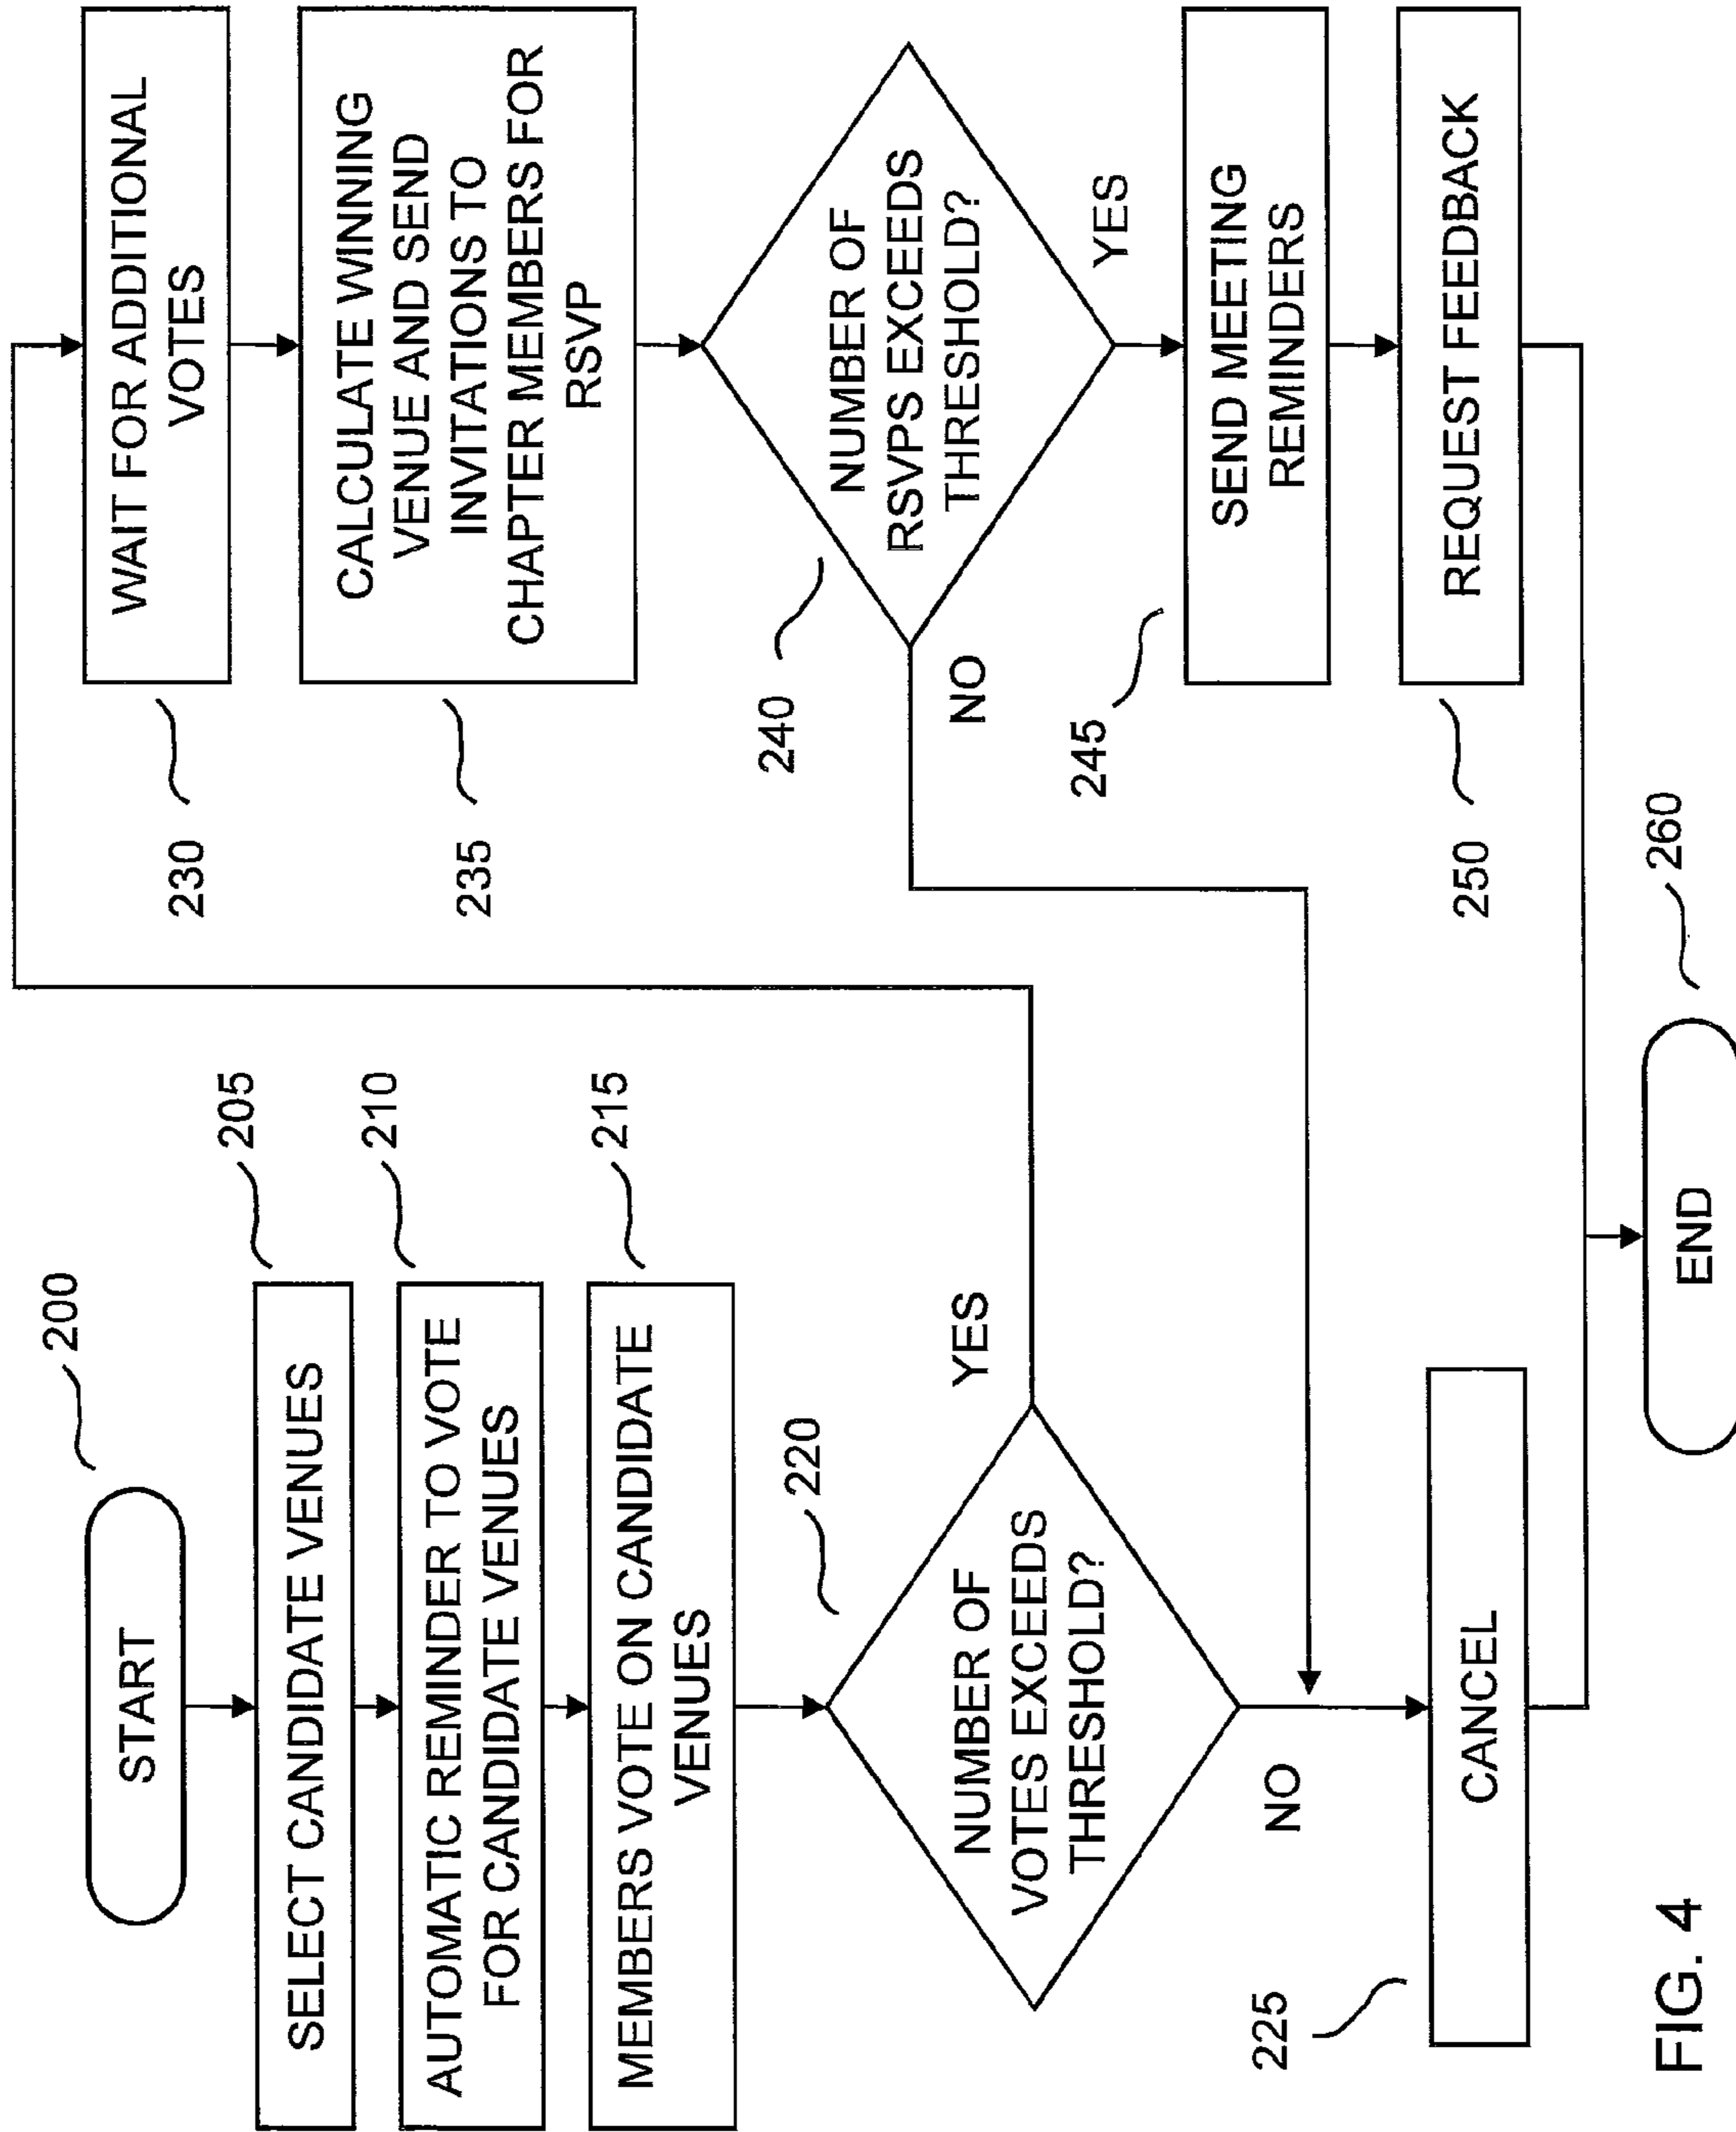 START
200
SELECT CANDIDATE VENUES
205
AUTOMATIC REMINDER TO VOTE
FOR CANDIDATE VENUES
210
MEMBERS VOTE ON CANDIDATE
VENUES
215
NUMBER OF
VOTES EXCEEDS
THRESHOLD?
220
YES
NO
CANCEL
225
WAIT FOR ADDITIONAL
VOTES
230
CALCULATE WINNING
VENUE AND SEND
INVITATIONS TO
CHAPTER MEMBERS FOR
RSVP
235
NUMBER OF
RSVPS EXCEEDS
THRESHOLD?
240
NO
YES
SEND MEETING
REMINDERS
245
REQUEST FEEDBACK
250
END
260
FIG. 4